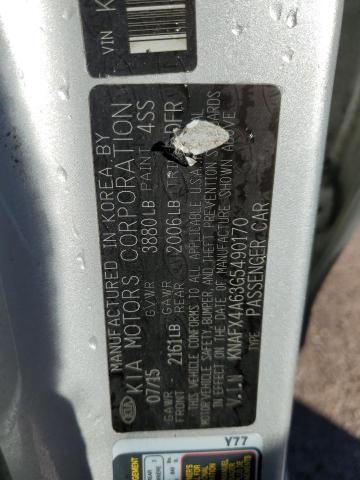 VIN K
MANUFACTURED IN KOREA BY
KIA MOTORS CORPORATION
07/15 GVWR 3880LB PAINT 4SS
GAWR FRONT 2161LB GAWR REAR 2006LB DFR
THIS VEHICLE CONFORMS TO ALL APPLICABLE U.S.A
MOTOR VEHICLE SAFETY, BUMPER, AND THEFT PREVENTION STANDARDS
IN EFFECT ON THE DATE OF MANUFACTURE SHOWN ABOVE
V.I.N KNAFX4A63G5490170
TYPE PASSENGER CAR
Y77